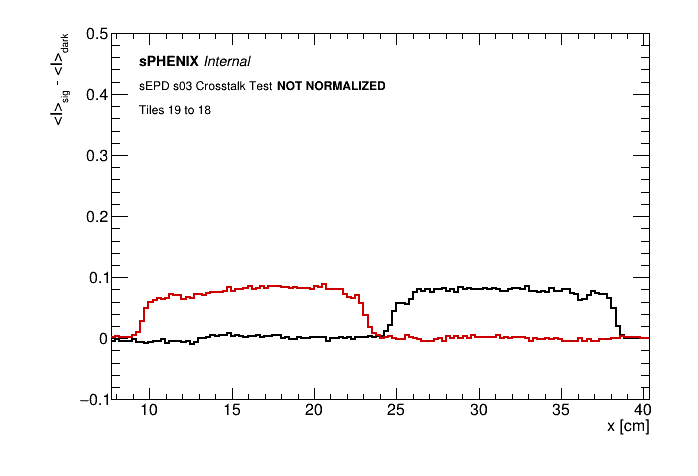 0.5
0.4
0.3
0.2
0.1
0
−0.1
<I>sig - <I>dark
sPHENIX Internal
sEPD s03 Crosstalk Test NOT NORMALIZED
Tiles 19 to 18
10 15 20 25 30 35 40
x [cm]